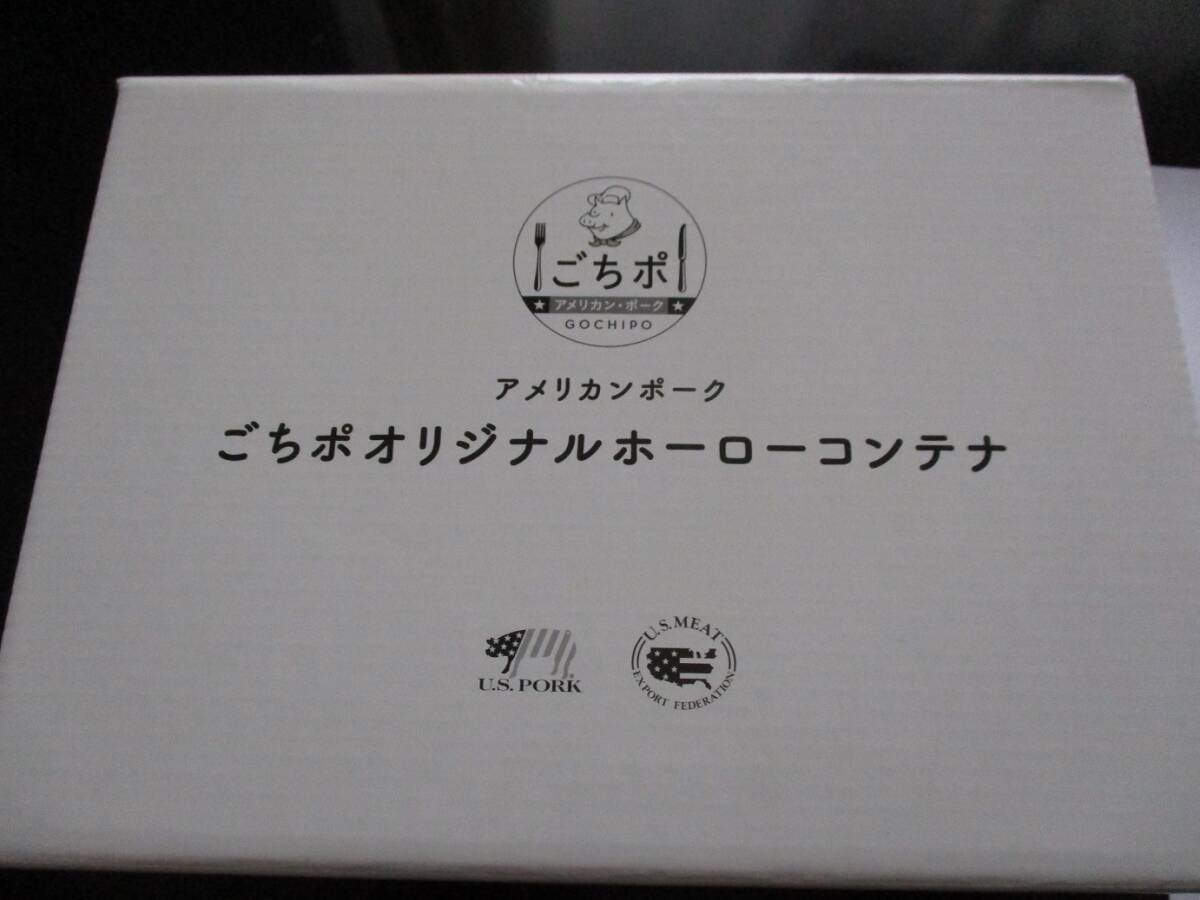 ごちポ
★ アメリカン・ポーク ★
GOCHIPO
アメリカンポーク
ごちポオリジナルホーローコンテナ
U.S. PORK
U.S. MEAT
EXPORT FEDERATION